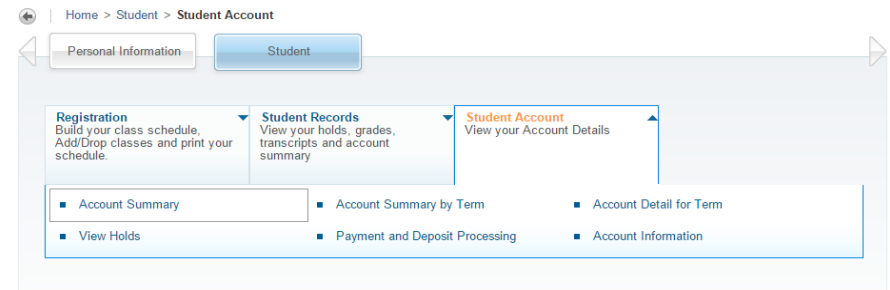 Home > Student > Student Account
Personal Information
Student
Registration
Build your class schedule,
Add/Drop classes and print your
schedule.
Student Records
View your holds, grades,
transcripts and account
summary
Student Account
View your Account Details
Account Summary
Account Summary by Term
Account Detail for Term
View Holds
Payment and Deposit Processing
Account Information